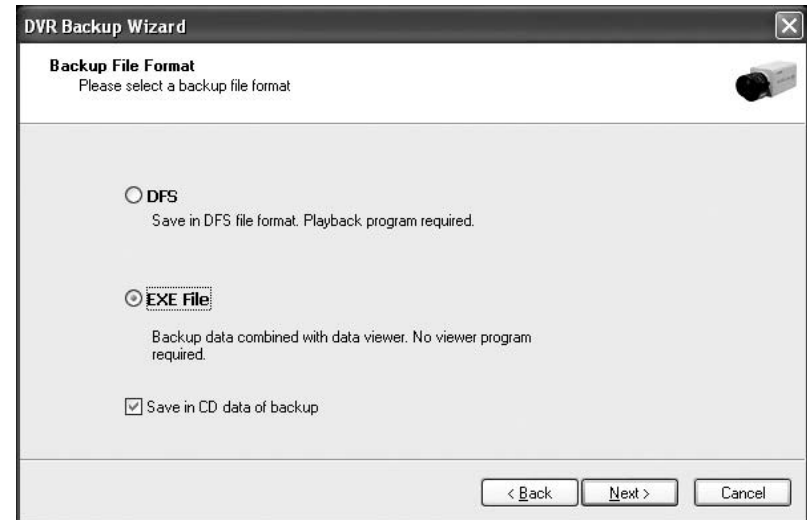 DVR Backup Wizard
Backup File Format
Please select a backup file format
DFS
Save in DFS file format. Playback program required.
EXE File
Backup data combined with data viewer. No viewer program
required.
Save in CD data of backup
< Back
Next >
Cancel